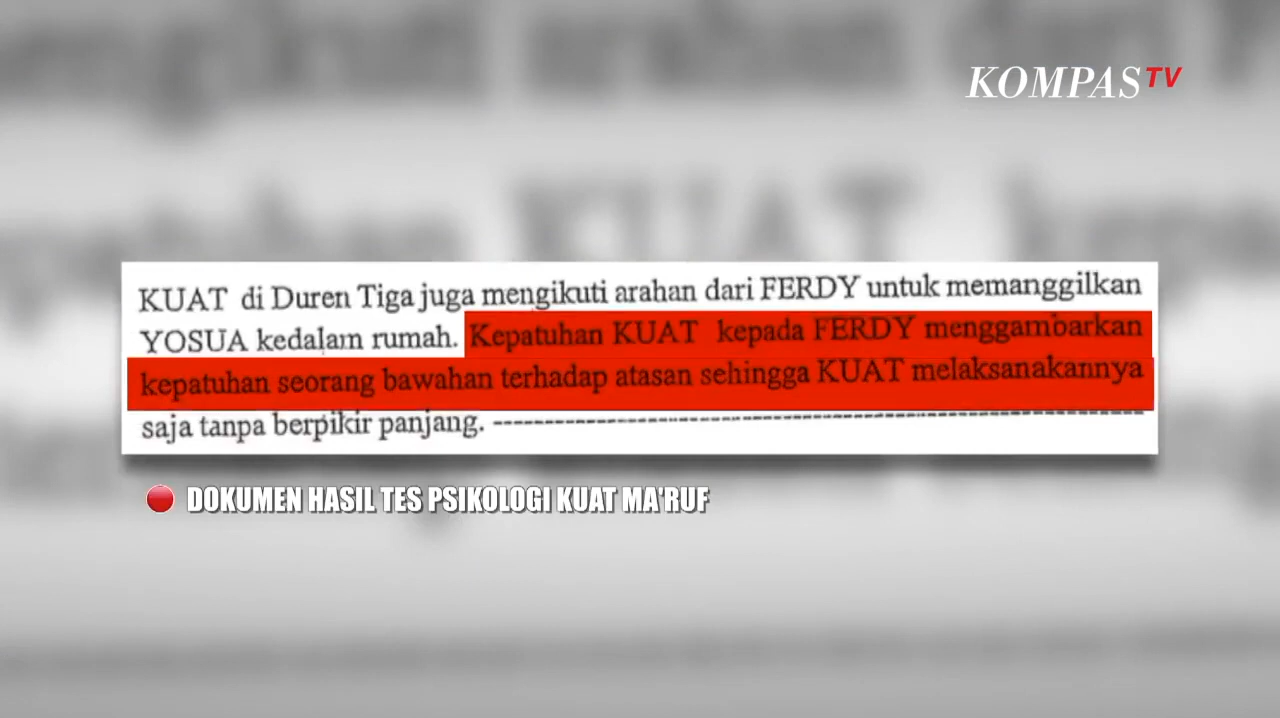 KOMPAS TV
KUAT di Duren Tiga juga mengikuti arahan dari FERDY untuk memanggilkan
YOSUA kedalam rumah. Kepatuhan KUAT kepada FERDY menggambarkan
kepatuhan seorang bawahan terhadap atasan sehingga KUAT melaksanakannya
saja tanpa berpikir panjang. --------------------------------------------------------------
DOKUMEN HASIL TES PSIKOLOGI KUAT MA'RUF